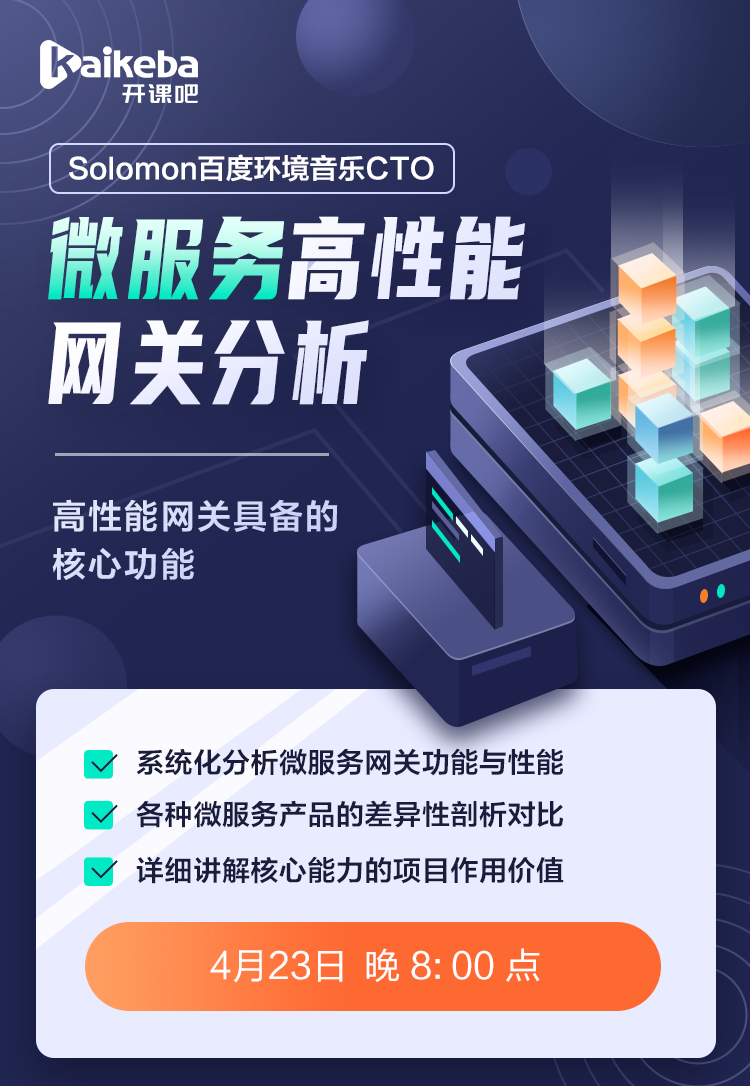 kaikeba
开课吧
Solomon百度环境音乐CTO
微服务高性能
网关分析
高性能网关具备的
核心功能
系统化分析微服务网关功能与性能
各种微服务产品的差异性剖析对比
详细讲解核心能力的项目作用价值
4月23日 晚 8: 00 点